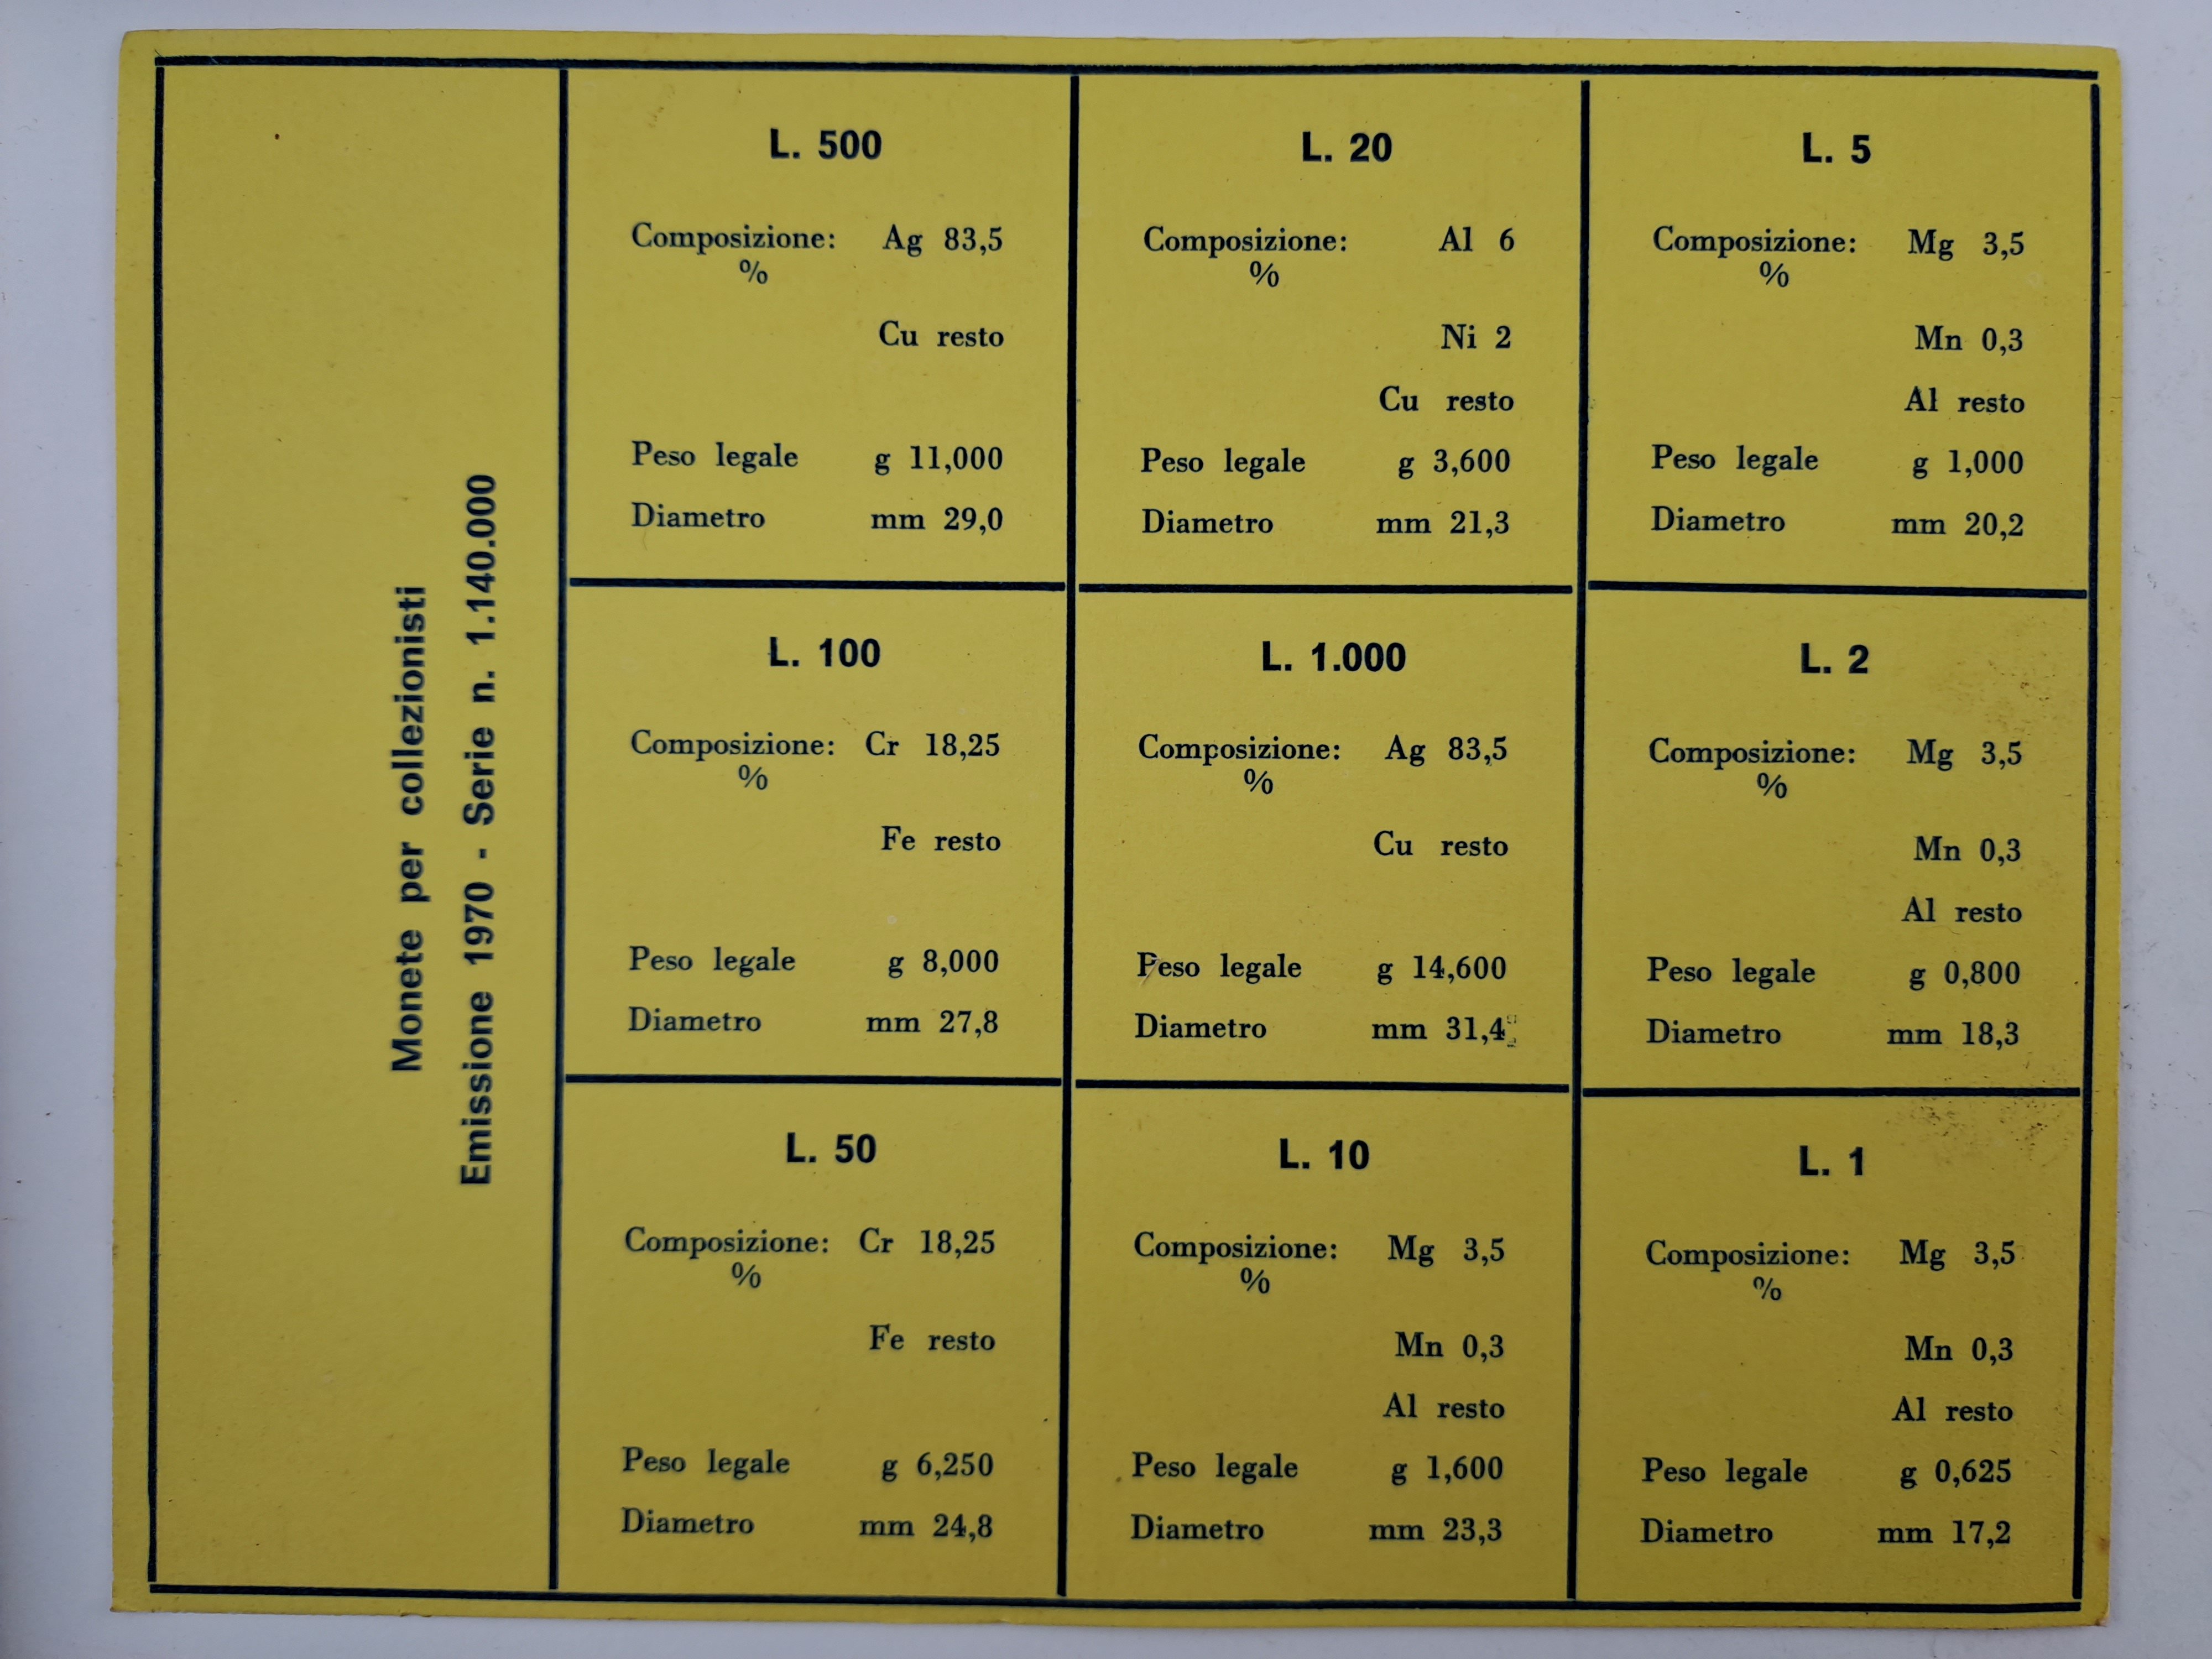 Monete per collezionisti
Emissione 1970 - Serie n. 1.140.000
L. 500
Composizione: Ag 83,5
%
Cu resto
Peso legale g 11,000
Diametro mm 29,0
L. 20
Composizione: Al 6
%
Ni 2
Cu resto
Peso legale g 3,600
Diametro mm 21,3
L. 5
Composizione: Mg 3,5
%
Mn 0,3
Al resto
Peso legale g 1,000
Diametro mm 20,2
L. 100
Composizione: Cr 18,25
%
Fe resto
Peso legale g 8,000
Diametro mm 27,8
L. 1.000
Composizione: Ag 83,5
%
Cu resto
Peso legale g 14,600
Diametro mm 31,4
L. 2
Composizione: Mg 3,5
%
Mn 0,3
Al resto
Peso legale g 0,800
Diametro mm 18,3
L. 50
Composizione: Cr 18,25
%
Fe resto
Peso legale g 6,250
Diametro mm 24,8
L. 10
Composizione: Mg 3,5
%
Mn 0,3
Al resto
Peso legale g 1,600
Diametro mm 23,3
L. 1
Composizione: Mg 3,5
%
Mn 0,3
Al resto
Peso legale g 0,625
Diametro mm 17,2